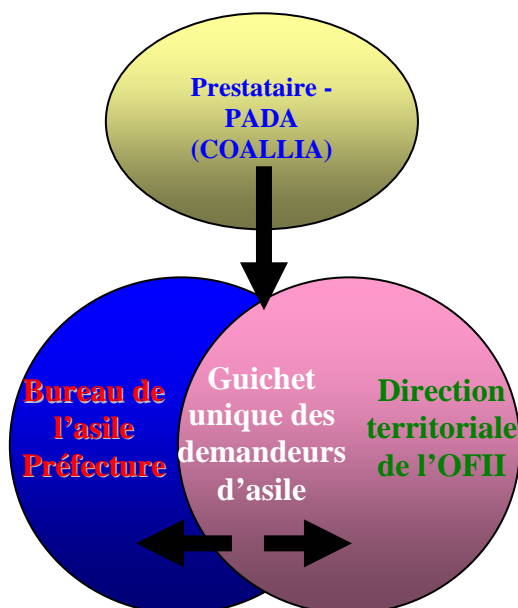 Prestataire -
PADA
(COALLIA)
Bureau de
l'asile
Préfecture
Guichet
unique des
demandeurs
d'asile
Direction
territoriale
de l'OFII